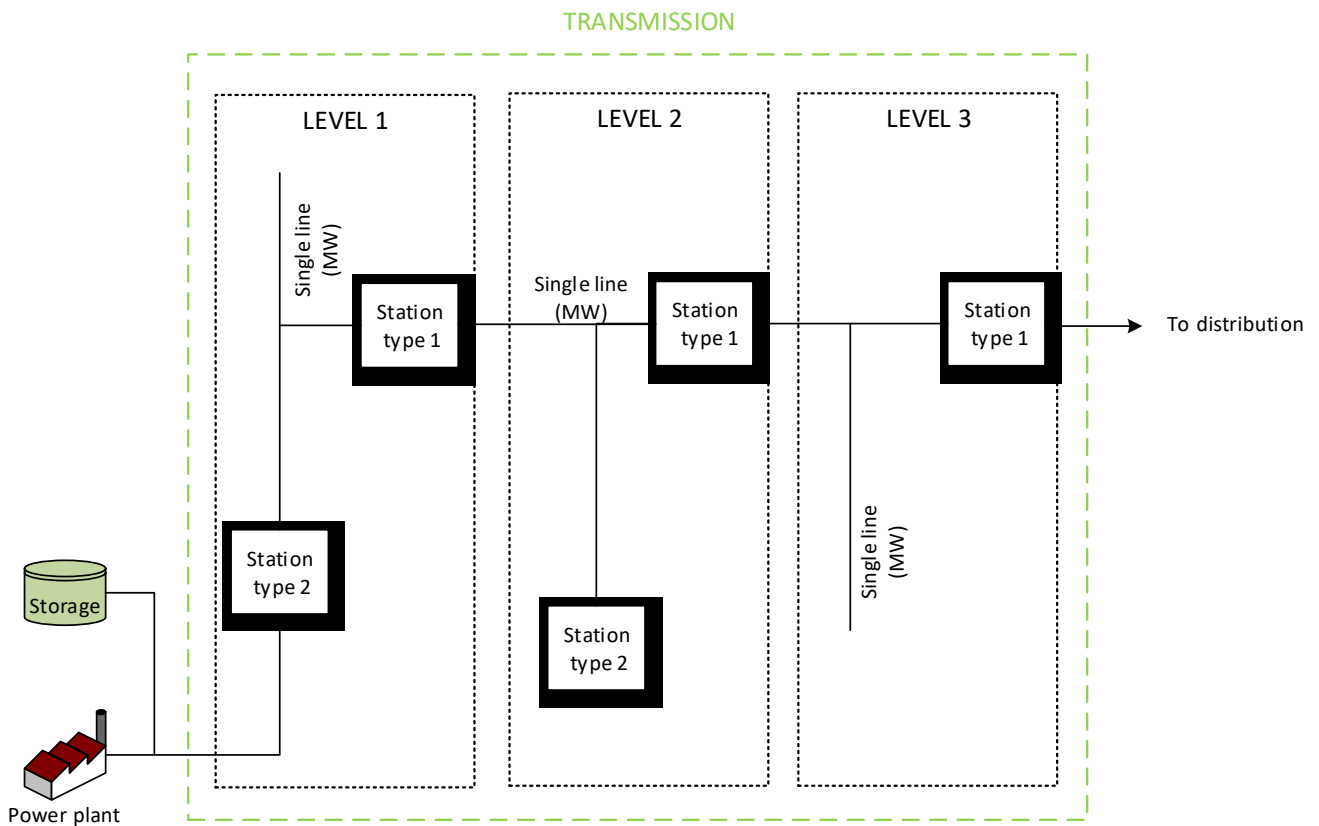 TRANSMISSION
LEVEL 1
LEVEL 2
LEVEL 3
Single line
(MW)
Station
type 1
Single line
(MW)
Station
type 1
Station
type 1
To distribution
Station
type 2
Storage
Station
type 2
Single line
(MW)
Power plant